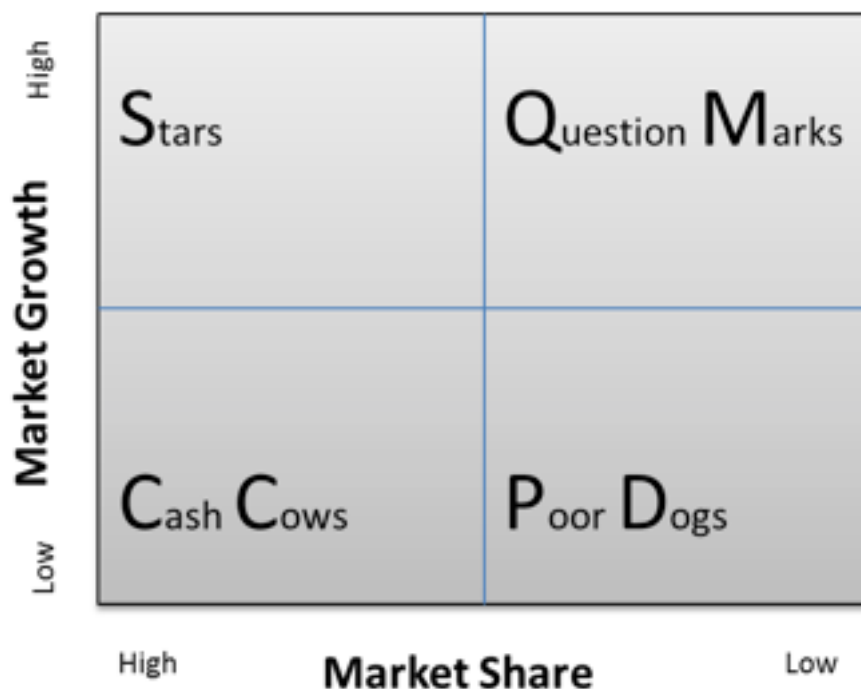 High
Stars
Question Marks
Market Growth
Cash Cows
Poor Dogs
Low
High
Market Share
Low